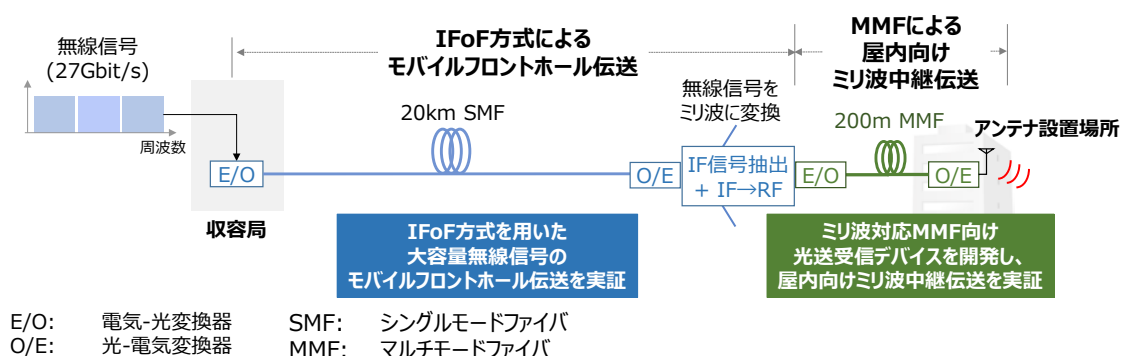 無線信号
(27Gbit/s)
周波数
IFoF方式による
モバイルフロントホール伝送
MMFによる
屋内向け
ミリ波中継伝送
20km SMF
無線信号を
ミリ波に変換
200m MMF
アンテナ設置場所
E/O
O/E
IF信号抽出
+ IF→RF
E/O
O/E
収容局
IFoF方式を用いた
大容量無線信号の
モバイルフロントホール伝送を実証
ミリ波対応MMF向け
光送受信デバイスを開発し、
屋内向けミリ波中継伝送を実証
E/O: 電気-光変換器 SMF: シングルモードファイバ
O/E: 光-電気変換器 MMF: マルチモードファイバ